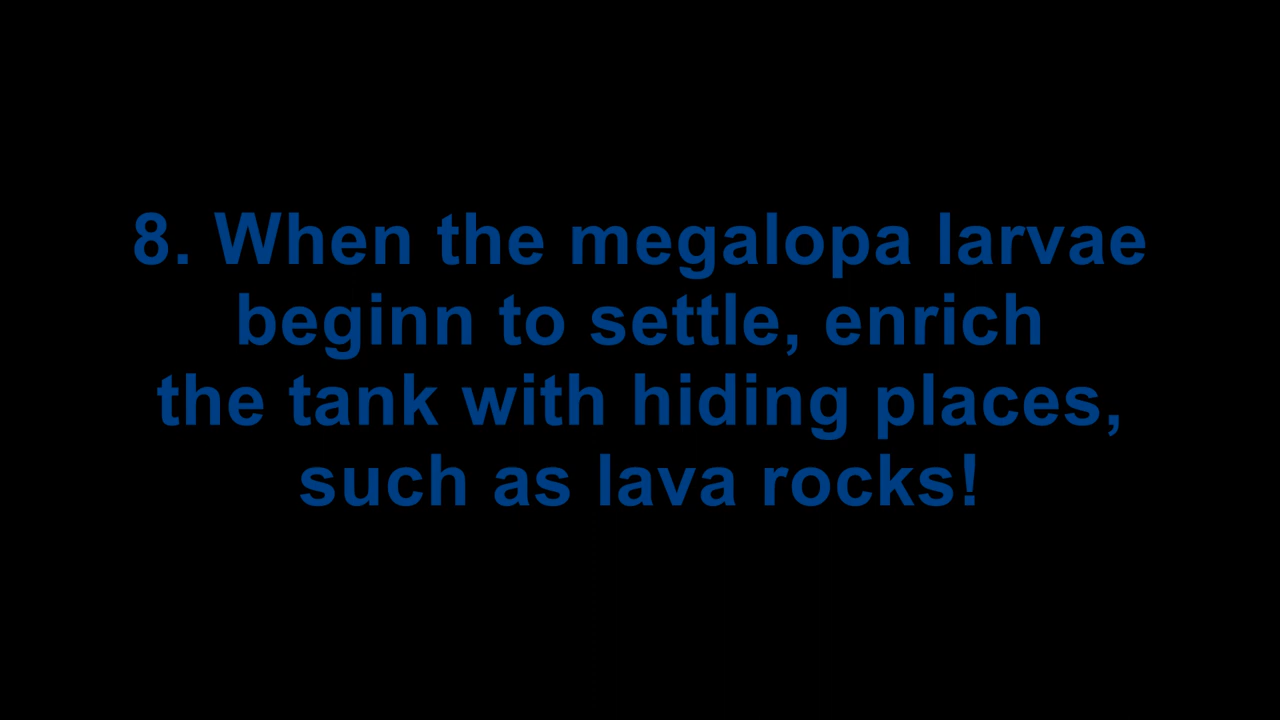 8. When the megalopa larvae
beginn to settle, enrich
the tank with hiding places,
such as lava rocks!